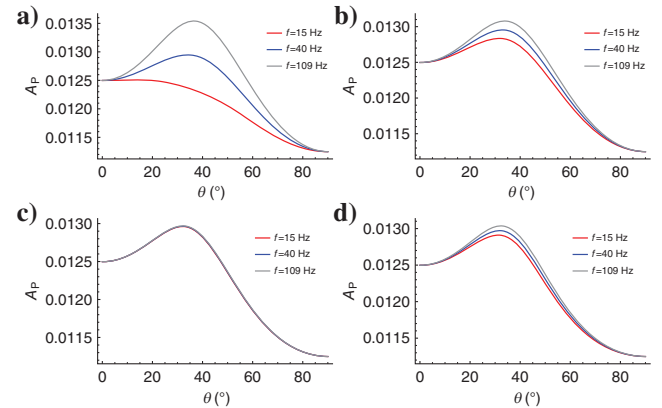 a)
0.0135
0.0130
0.0125
0.0120
0.0115
A_P
0 20 40 60 80
θ (°)
f=15 Hz
f=40 Hz
f=109 Hz
b)
0.0130
0.0125
0.0120
0.0115
A_P
0 20 40 60 80
θ (°)
f=15 Hz
f=40 Hz
f=109 Hz
c)
0.0130
0.0125
0.0120
0.0115
A_P
0 20 40 60 80
θ (°)
f=15 Hz
f=40 Hz
f=109 Hz
d)
0.0130
0.0125
0.0120
0.0115
A_P
0 20 40 60 80
θ (°)
f=15 Hz
f=40 Hz
f=109 Hz